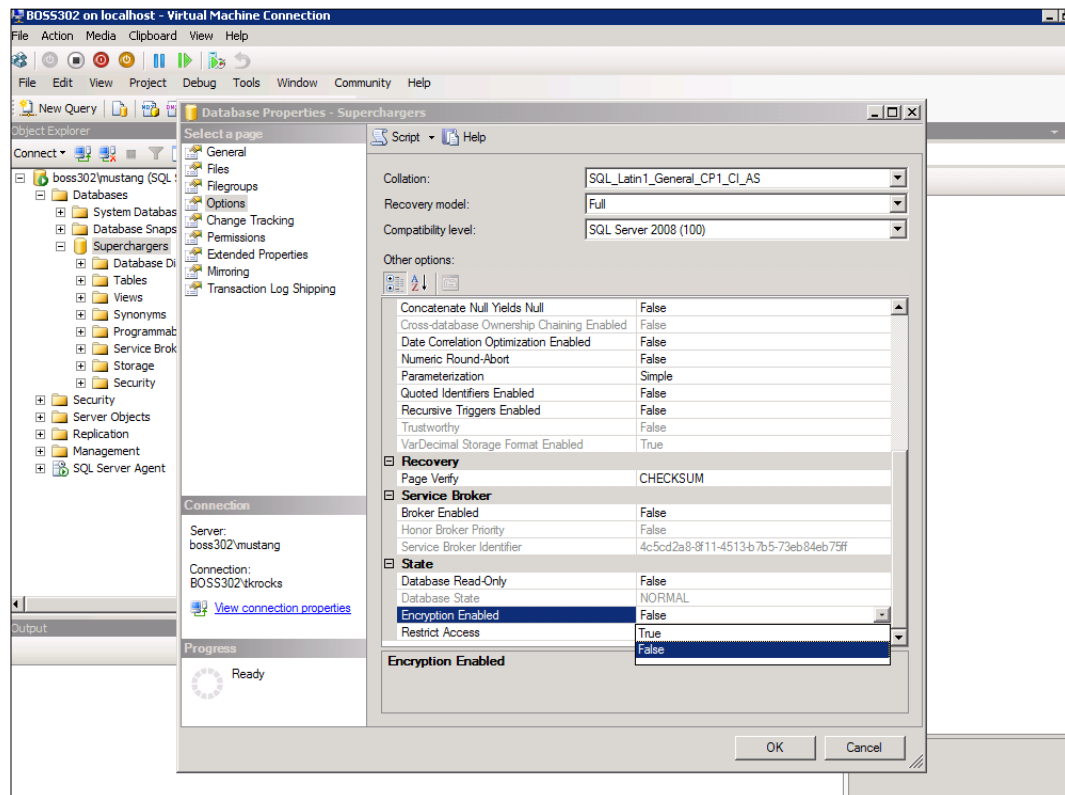 BOSS302 on localhost - Virtual Machine Connection
File Action Media Clipboard View Help
File Edit View Project Debug Tools Window Community Help
New Query
Object Explorer
Connect
boss302\mustang (SQL S
Databases
System Databas
Database Snaps
Superchargers
Database Di
Tables
Views
Synonyms
Programmab
Service Brok
Storage
Security
Security
Server Objects
Replication
Management
SQL Server Agent
Output
Database Properties - Superchargers
Select a page
General
Files
Filegroups
Options
Change Tracking
Permissions
Extended Properties
Mirroring
Transaction Log Shipping
Connection
Server:
boss302\mustang
Connection:
BOSS302\tkrocks
View connection properties
Progress
Ready
Script Help
Collation: SQL_Latin1_General_CP1_CI_AS
Recovery model: Full
Compatibility level: SQL Server 2008 (100)
Other options:
Concatenate Null Yields Null False
Cross-database Ownership Chaining Enabled False
Date Correlation Optimization Enabled False
Numeric Round-Abort False
Parameterization Simple
Quoted Identifiers Enabled False
Recursive Triggers Enabled False
Trustworthy False
VarDecimal Storage Format Enabled True
Recovery
Page Verify CHECKSUM
Service Broker
Broker Enabled False
Honor Broker Priority False
Service Broker Identifier 4c5cd2a8-8f11-4513-b7b5-73eb84eb75ff
State
Database Read-Only False
Database State NORMAL
Encryption Enabled False
Restrict Access
True
False
Encryption Enabled
OK Cancel